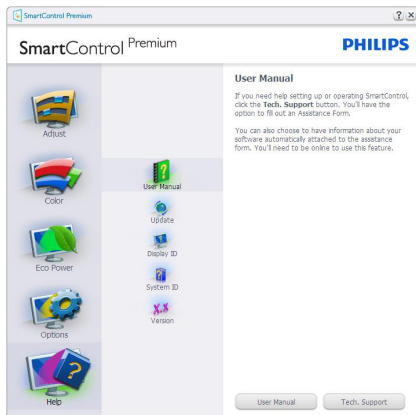 SmartControl Premium
SmartControl Premium
PHILIPS
Adjust
Color
Eco Power
Options
Help
User Manual
Update
Display ID
System ID
X.X
Version
User Manual
If you need help setting up or operating SmartControl,
click the Tech. Support button. You'll have the
option to fill out an Assistance Form.
You can also choose to have information about your
software automatically attached to the assistance
form. You'll need to be online to use this feature.
User Manual
Tech. Support